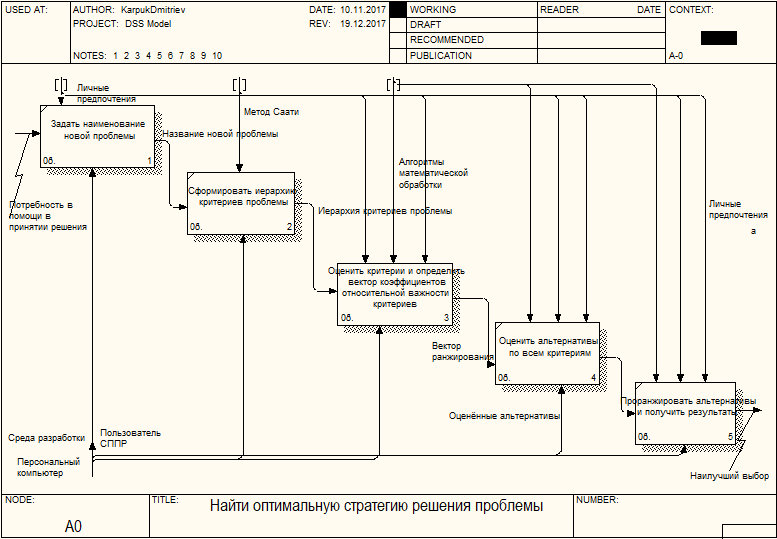 USED AT:
AUTHOR: KarpukDmitriev
DATE: 10.11.2017
WORKING
READER
DATE
CONTEXT:
PROJECT: DSS Model
REV: 19.12.2017
DRAFT
RECOMMENDED
NOTES: 1 2 3 4 5 6 7 8 9 10
PUBLICATION
A-0
Личные
предпочтения
Метод Саати
Задать наименование
новой проблемы
0б.
1
Название новой проблемы
Алгоритмы
математической
обработки
Сформировать иерархию
критериев проблемы
0б.
2
Потребность в
помощи в
принятии решения
Иерархия критериев проблемы
Личные
предпочтения
а
Оценить критерии и определить
вектор коэффициентов
относительной важности
критериев
0б.
3
Вектор
ранжирования
Оценить альтернативы
по всем критериям
0б.
4
Оценённые альтернативы
Проранжировать альтернативы
и получить результаты
0б.
5
Среда разработки
Пользователь
СППР
Персональный
компьютер
Наилучший выбор
NODE:
TITLE:
NUMBER:
A0
Найти оптимальную стратегию решения проблемы